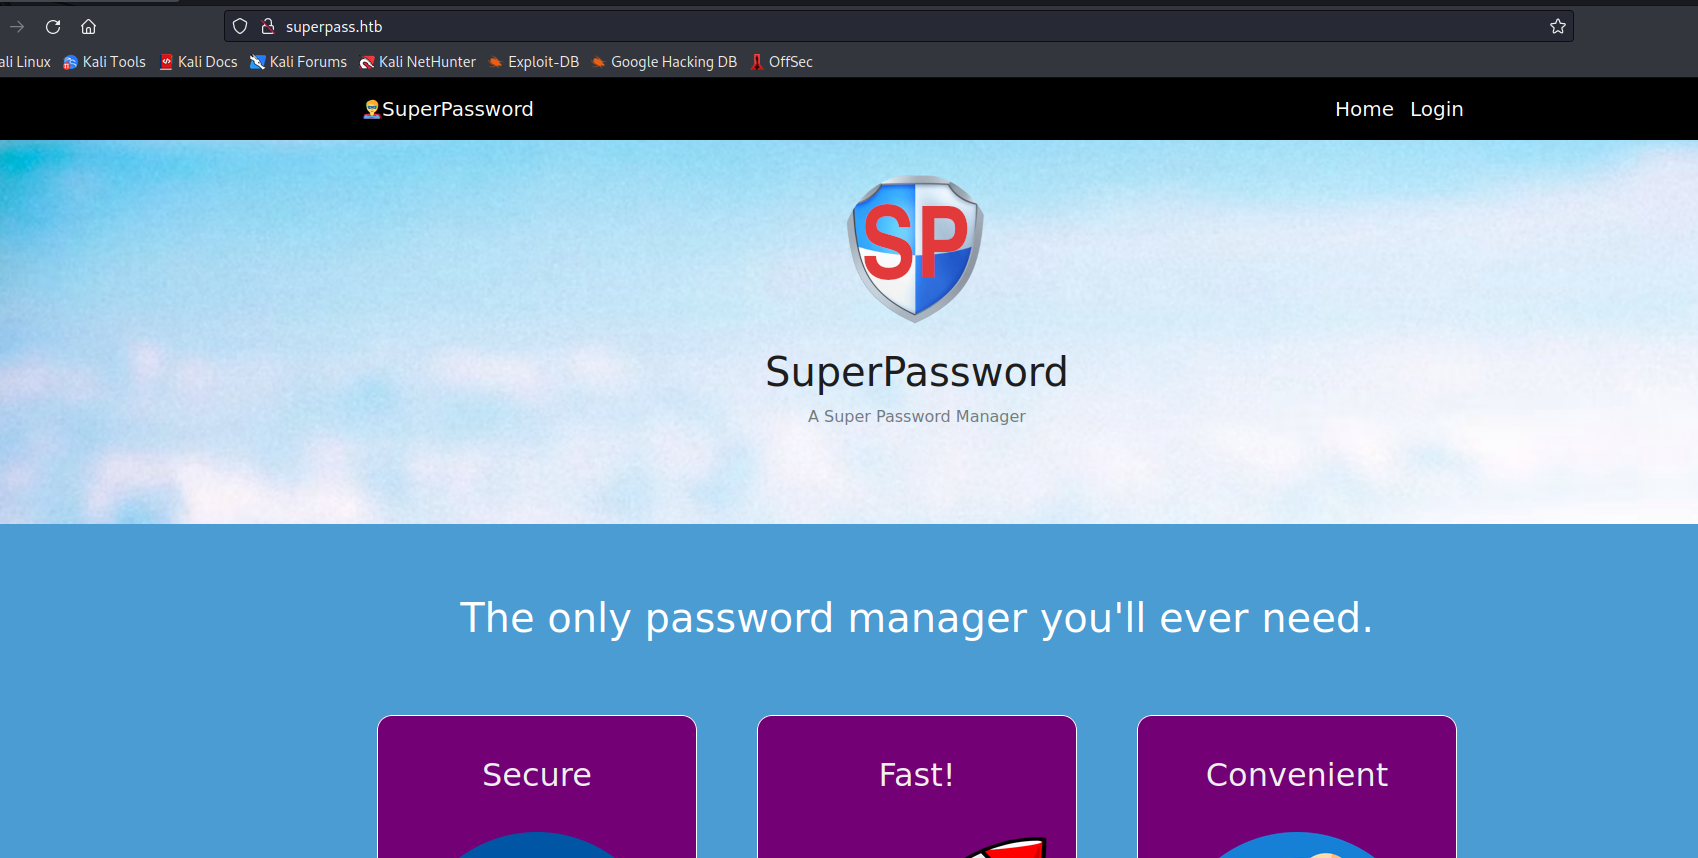 superpass.htb
ali Linux Kali Tools Kali Docs Kali Forums Kali NetHunter Exploit-DB Google Hacking DB OffSec
SuperPassword Home Login
SP
SuperPassword
A Super Password Manager
The only password manager you'll ever need.
Secure Fast! Convenient